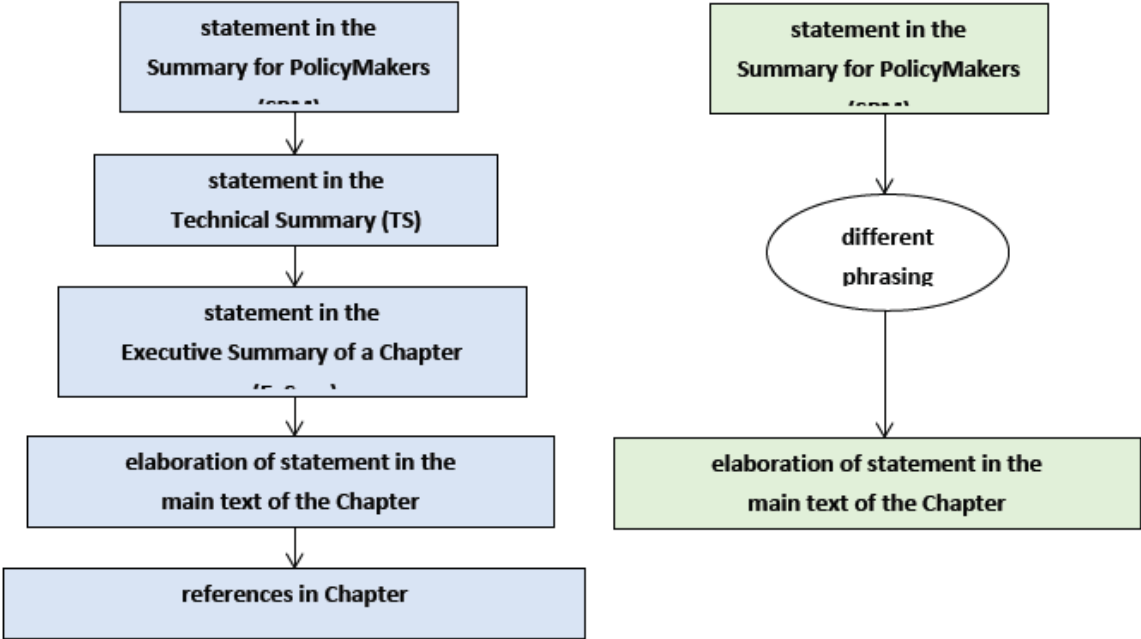 statement in the
Summary for PolicyMakers
statement in the
Technical Summary (TS)
statement in the
Executive Summary of a Chapter
elaboration of statement in the
main text of the Chapter
references in Chapter
statement in the
Summary for PolicyMakers
different
phrasing
elaboration of statement in the
main text of the Chapter